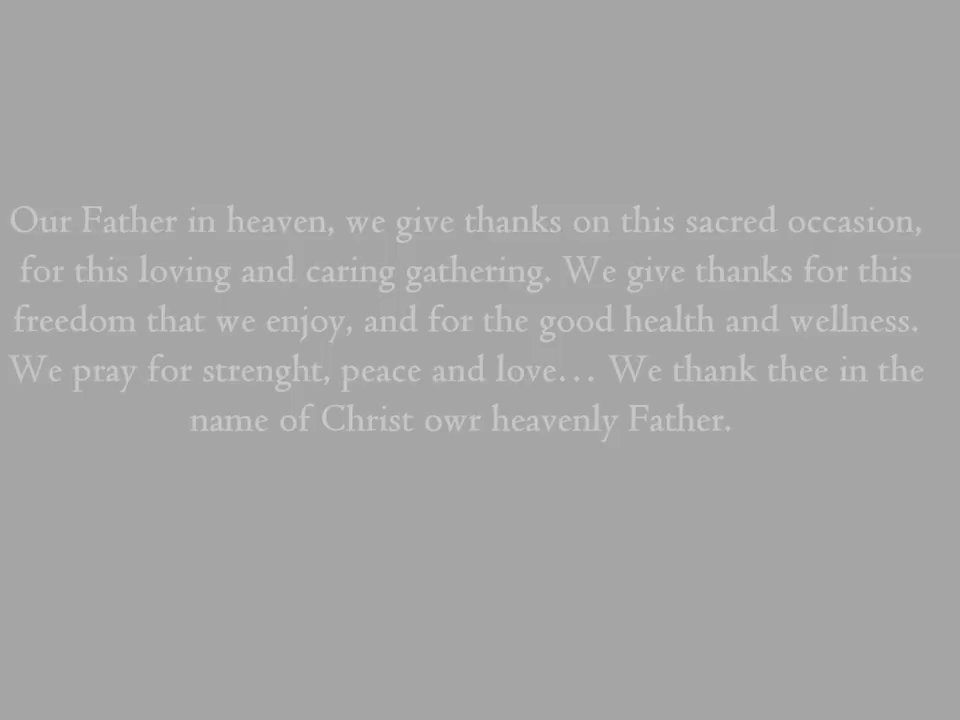 Our Father in heaven, we give thanks on this sacred occasion,
for this loving and caring gathering. We give thanks for this
freedom that we enjoy, and for the good health and wellness.
We pray for strenght, peace and love… We thank thee in the
name of Christ owr heavenly Father.